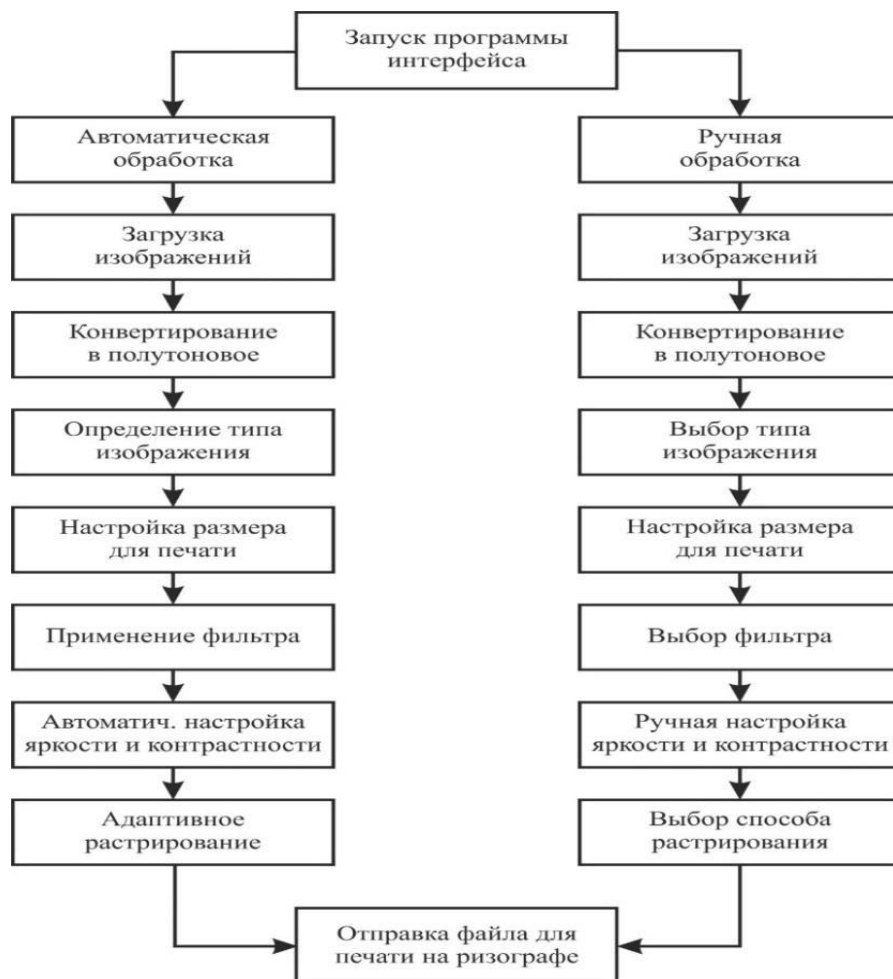 Запуск программы
интерфейса
Автоматическая
обработка
Загрузка
изображений
Конвертирование
в полутоновое
Определение типа
изображения
Настройка размера
для печати
Применение фильтра
Автоматич. настройка
яркости и контрастности
Адаптивное
растрирование
Ручная
обработка
Загрузка
изображений
Конвертирование
в полутоновое
Выбор типа
изображения
Настройка размера
для печати
Выбор фильтра
Ручная настройка
яркости и контрастности
Выбор способа
растрирования
Отправка файла для
печати на ризографе